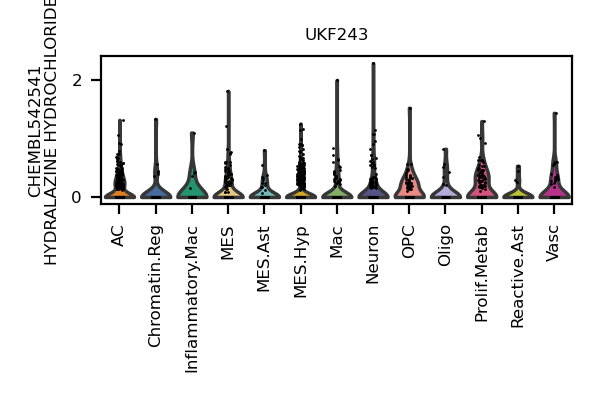 UKF243
CHEMBL542541
HYDRALAZINE HYDROCHLORIDE
2
0
AC
Chromatin.Reg
Inflammatory.Mac
MES
MES.Ast
MES.Hyp
Mac
Neuron
OPC
Oligo
Prolif.Metab
Reactive.Ast
Vasc